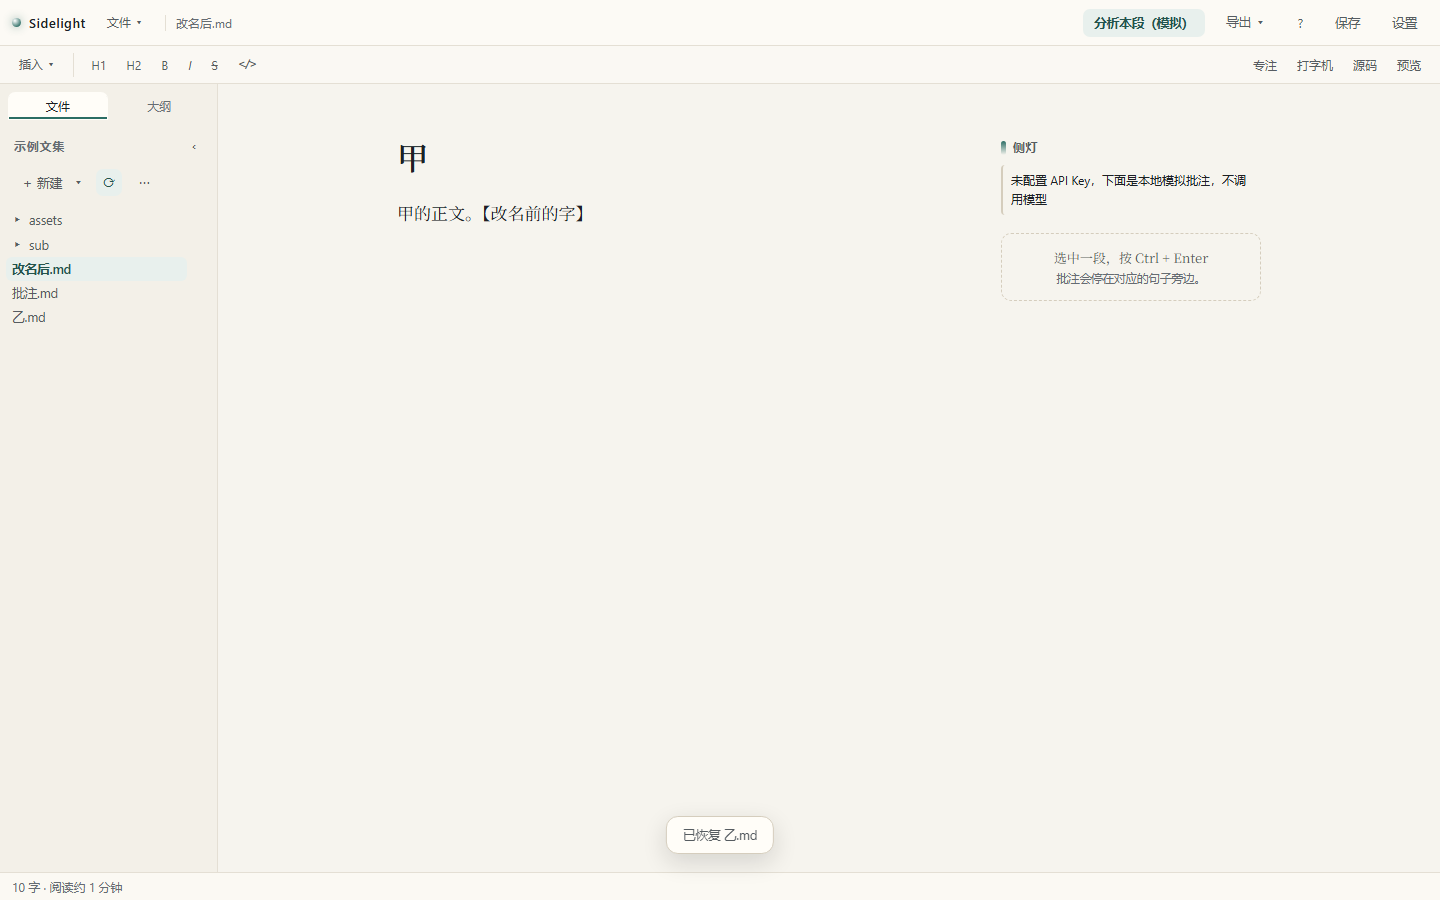 Sidelight 文件 改名后.md 分析本段（模拟） 导出 ? 保存 设置
插入 H1 H2 B I S </> 专注 打字机 源码 预览
文件 大纲
示例文集
+ 新建 ...
assets
sub
改名后.md
批注.md
乙.md
甲
甲的正文。【改名前的字】
侧灯
未配置 API Key，下面是本地模拟批注，不调
用模型
选中一段，按 Ctrl + Enter
批注会停在对应的句子旁边。
已恢复 乙.md
10 字 · 阅读约 1 分钟